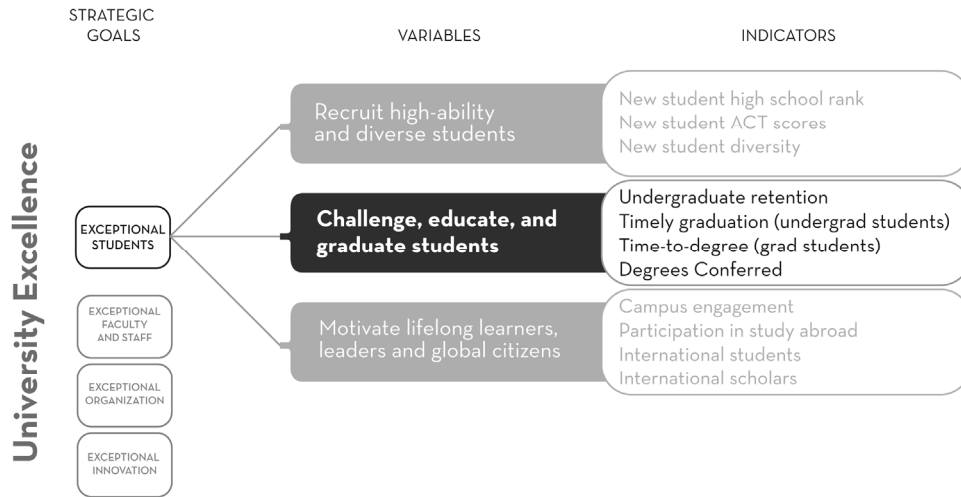 STRATEGIC
GOALS
VARIABLES
INDICATORS
University Excellence
EXCEPTIONAL
STUDENTS
EXCEPTIONAL
FACULTY
AND STAFF
EXCEPTIONAL
ORGANIZATION
EXCEPTIONAL
INNOVATION
Recruit high-ability
and diverse students
New student high school rank
New student ACT scores
New student diversity
Challenge, educate, and
graduate students
Undergraduate retention
Timely graduation (undergrad students)
Time-to-degree (grad students)
Degrees Conferred
Motivate lifelong learners,
leaders and global citizens
Campus engagement
Participation in study abroad
International students
International scholars